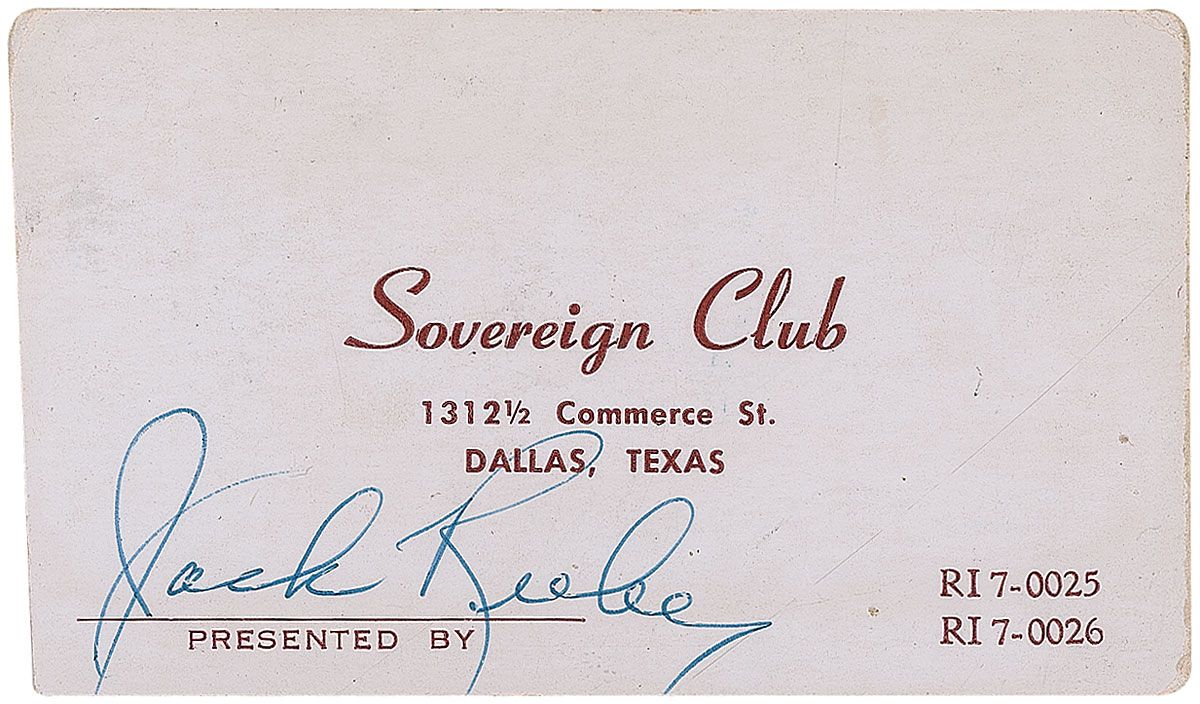 Sovereign Club
1312½ Commerce St.
DALLAS, TEXAS
Jack Ruby
PRESENTED BY
RI 7-0025
RI 7-0026